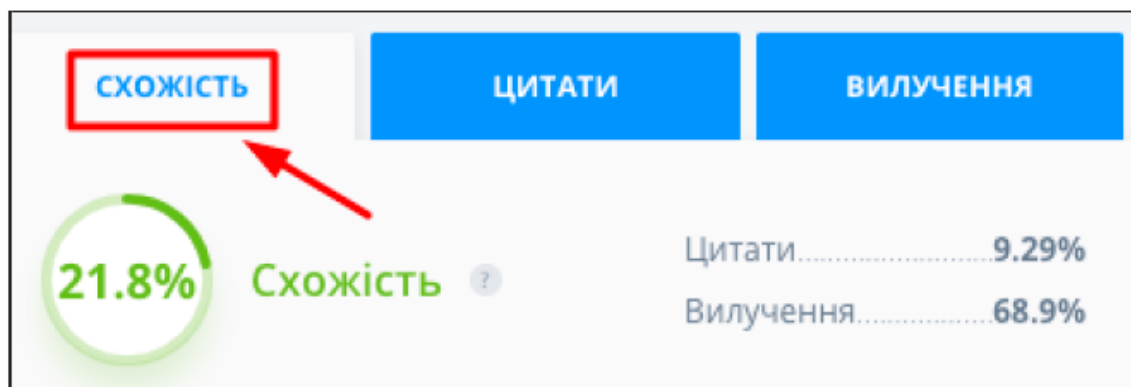 СХОЖІСТЬ ЦИТАТИ ВИЛУЧЕННЯ
21.8% Схожість ? Цитати.........................9.29%
Вилучення.................68.9%